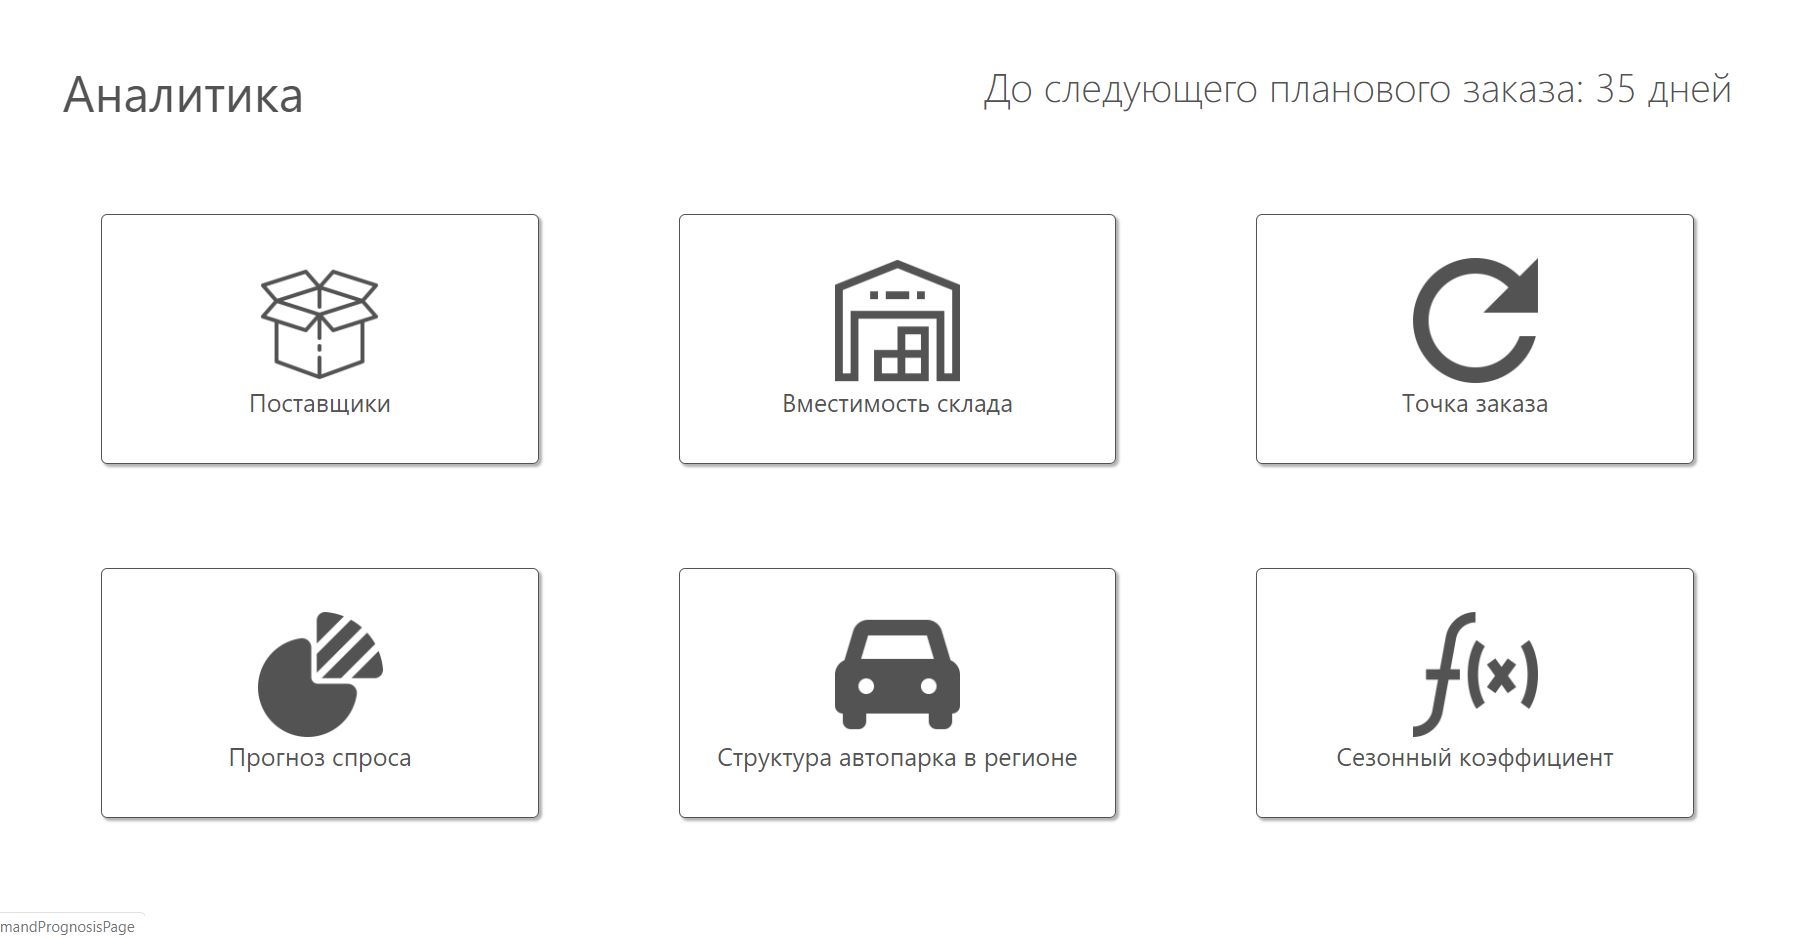 Аналитика
До следующего планового заказа: 35 дней
Поставщики
Вместимость склада
Точка заказа
Прогноз спроса
Структура автопарка в регионе
f(x)
Сезонный коэффициент
mandPrognosisPage